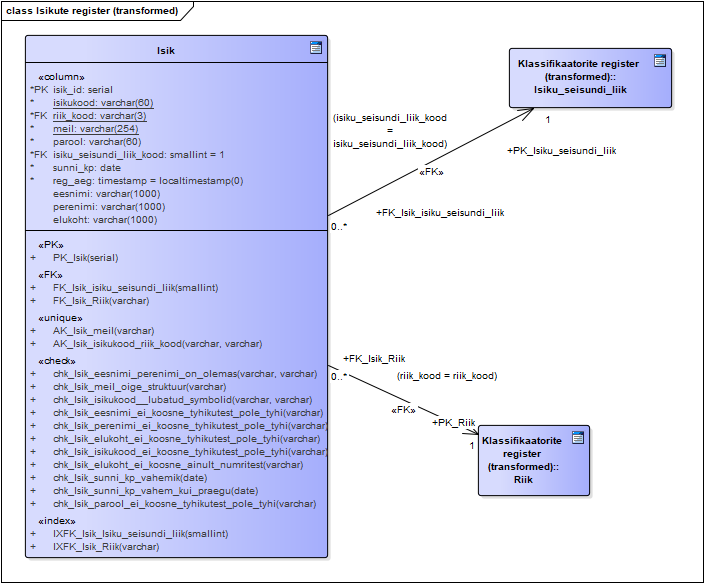 class Isikute register (transformed)
Isik
«column»
*PK isik_id: serial
* isikukood: varchar(60)
*FK riik_kood: varchar(3)
* meil: varchar(254)
* parool: varchar(60)
*FK isiku_seisundi_liik_kood: smallint = 1
* sunni_kp: date
* reg_aeg: timestamp = localtimestamp(0)
eesnimi: varchar(1000)
perenimi: varchar(1000)
elukoht: varchar(1000)
«PK»
+ PK_Isik(serial)
«FK»
+ FK_Isik_isiku_seisundi_liik(smallint)
+ FK_Isik_Riik(varchar)
«unique»
+ AK_Isik_meil(varchar)
+ AK_Isik_isikukood_riik_kood(varchar, varchar)
«check»
+ chk_Isik_eesnimi_perenimi_on_olemas(varchar, varchar)
+ chk_Isik_meil_oige_struktuur(varchar)
+ chk_Isik_isikukood__lubatud_symbolid(varchar, varchar)
+ chk_Isik_eesnimi_ei_koosne_tyhikutest_pole_tyhi(varchar)
+ chk_Isik_perenimi_ei_koosne_tyhikutest_pole_tyhi(varchar)
+ chk_Isik_elukoht_ei_koosne_tyhikutest_pole_tyhi(varchar)
+ chk_Isik_isikukood_ei_koosne_tyhikutest_pole_tyhi(varchar)
+ chk_Isik_elukoht_ei_koosne_ainult_numritest(varchar)
+ chk_Isik_sunni_kp_vahemik(date)
+ chk_Isik_sunni_kp_vahem_kui_praegu(date)
+ chk_Isik_parool_ei_koosne_tyhikutest_pole_tyhi(varchar)
«index»
+ IXFK_Isik_Isiku_seisundi_liik(smallint)
+ IXFK_Isik_Riik(varchar)
Klassifikaatorite register
(transformed)::
Isiku_seisundi_liik
(isiku_seisundi_liik_kood
=
isiku_seisundi_liik_kood)
1
+PK_Isiku_seisundi_liik
«FK»
+FK_Isik_isiku_seisundi_liik
0..*
+FK_Isik_Riik
0..*
(riik_kood = riik_kood)
«FK»
+PK_Riik
1
Klassifikaatorite
register
(transformed)::
Riik